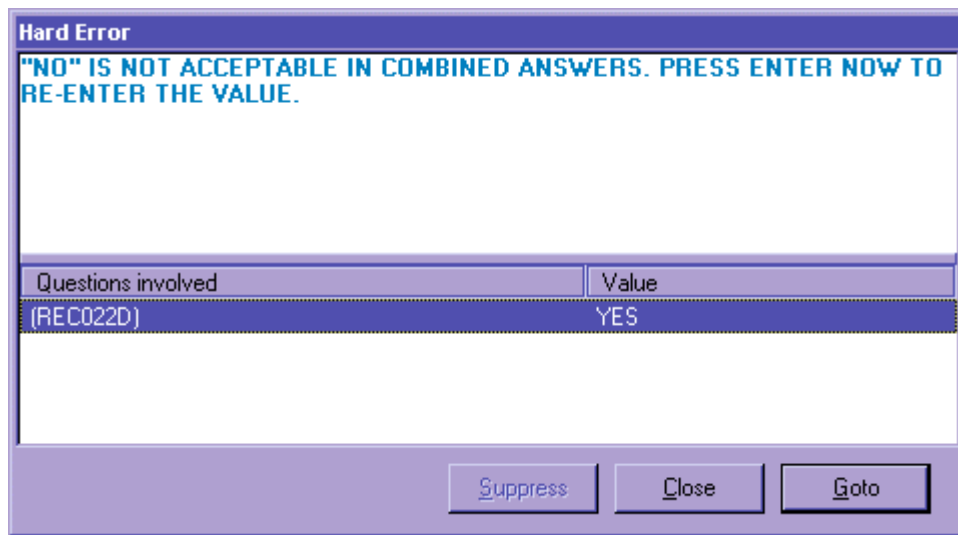 Hard Error
"NO" IS NOT ACCEPTABLE IN COMBINED ANSWERS. PRESS ENTER NOW TO
RE-ENTER THE VALUE.
Questions involved Value
(REC022D) YES
Suppress Close Goto